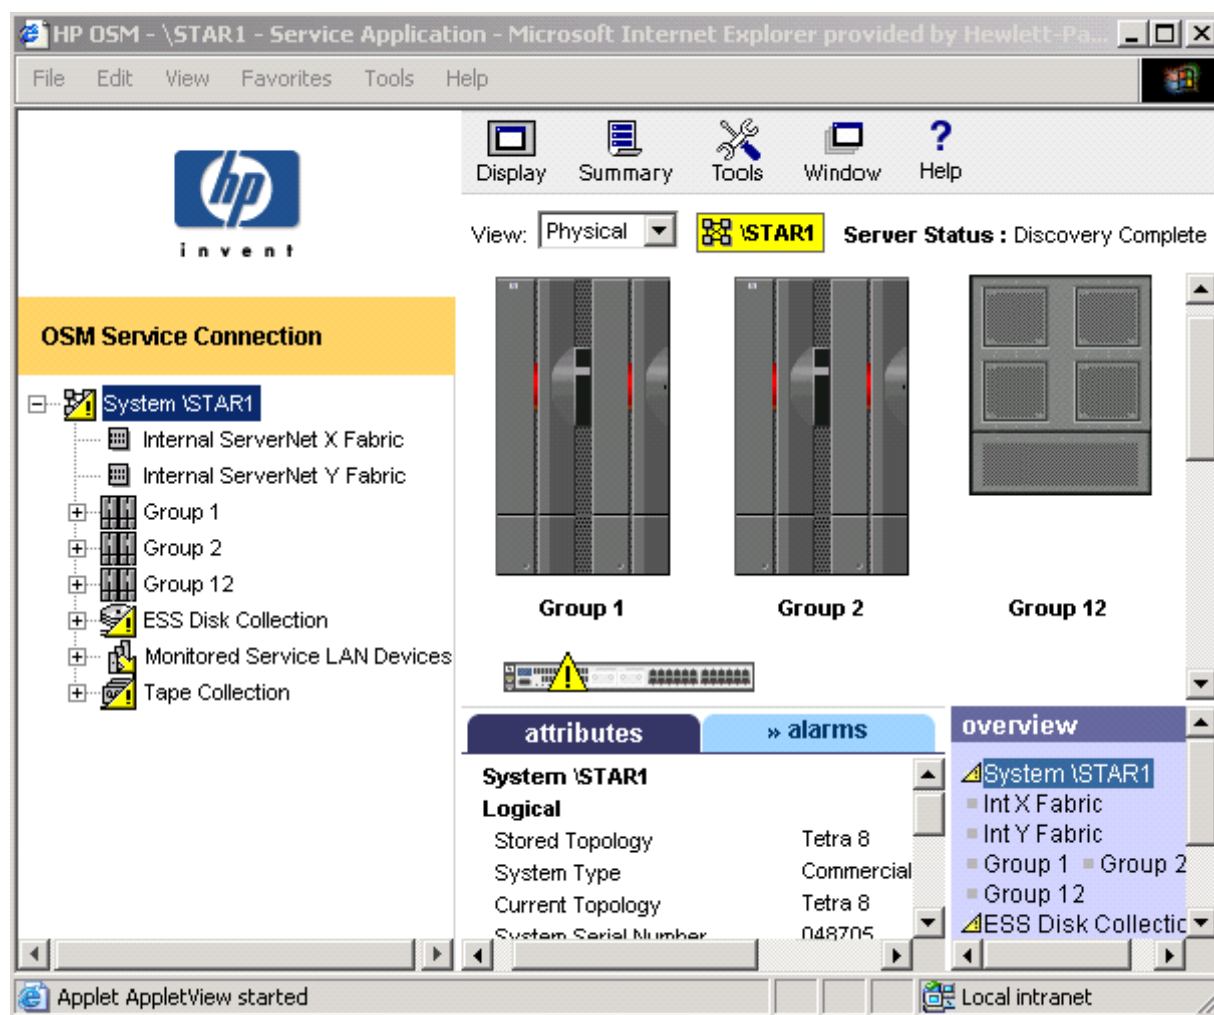 HP OSM - \STAR1 - Service Application - Microsoft Internet Explorer provided by Hewlett-Pa...
File Edit View Favorites Tools Help
hp
invent
Display Summary Tools Window Help
View: Physical \STAR1 Server Status : Discovery Complete
OSM Service Connection
System \STAR1
Internal ServerNet X Fabric
Internal ServerNet Y Fabric
Group 1
Group 2
Group 12
ESS Disk Collection
Monitored Service LAN Devices
Tape Collection
Group 1 Group 2 Group 12
attributes » alarms
System \STAR1
Logical
Stored Topology Tetra 8
System Type Commercial
Current Topology Tetra 8
System Serial Number 048705
overview
System \STAR1
Int X Fabric
Int Y Fabric
Group 1 Group 2
Group 12
ESS Disk Collectic
Applet AppletView started Local intranet